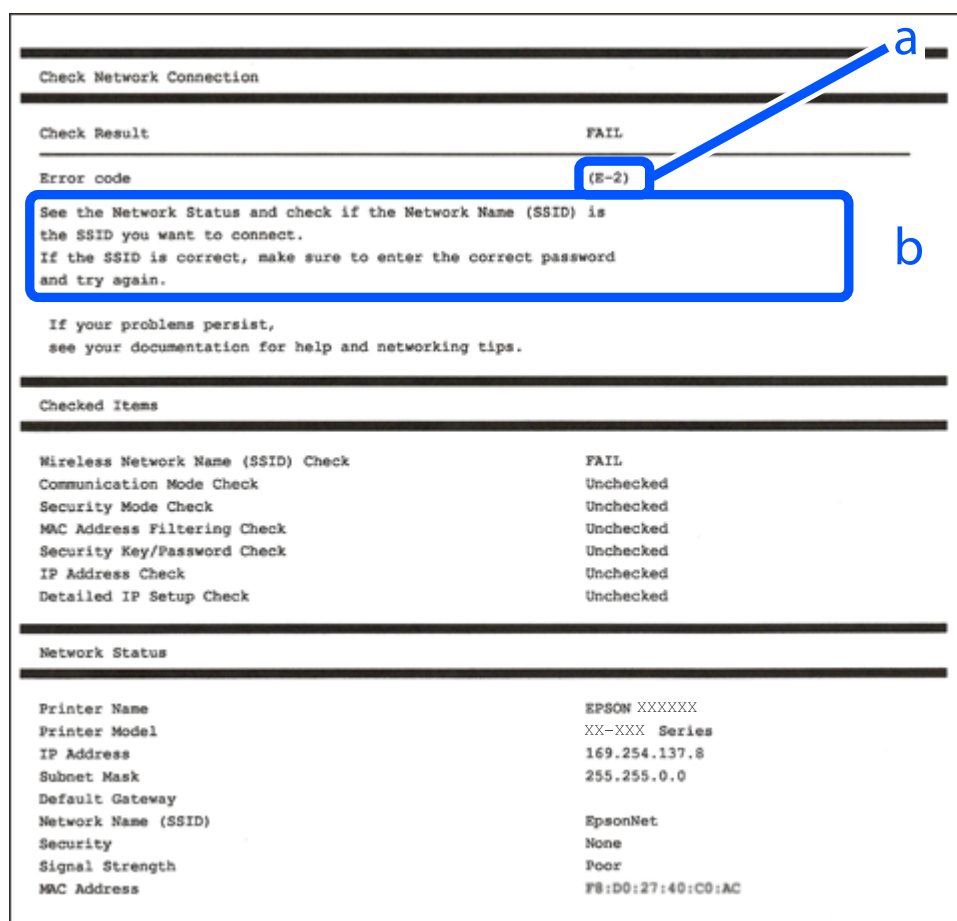 a
Check Network Connection
Check Result FAIL
Error code (E-2)
See the Network Status and check if the Network Name (SSID) is
the SSID you want to connect.
If the SSID is correct, make sure to enter the correct password
and try again.
b
If your problems persist,
see your documentation for help and networking tips.
Checked Items
Wireless Network Name (SSID) Check FAIL
Communication Mode Check Unchecked
Security Mode Check Unchecked
MAC Address Filtering Check Unchecked
Security Key/Password Check Unchecked
IP Address Check Unchecked
Detailed IP Setup Check Unchecked
Network Status
Printer Name EPSON XXXXXX
Printer Model XX-XXX Series
IP Address 169.254.137.8
Subnet Mask 255.255.0.0
Default Gateway
Network Name (SSID) EpsonNet
Security None
Signal Strength Poor
MAC Address F8:D0:27:40:C0:AC